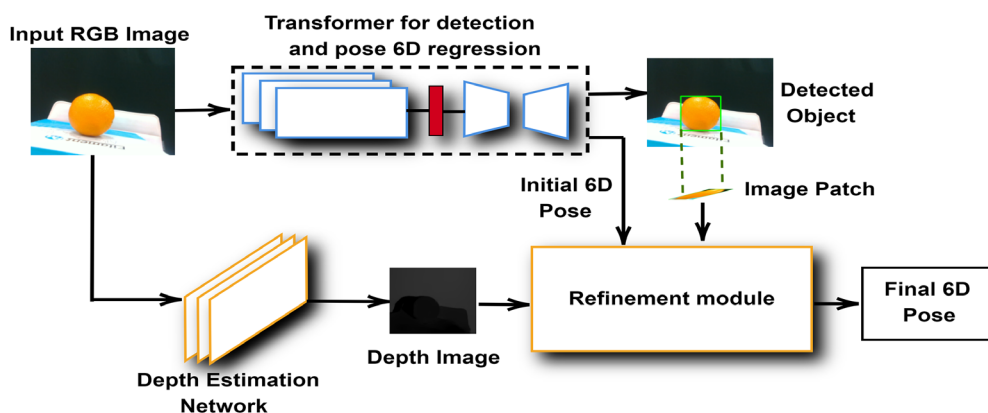 Input RGB Image
Transformer for detection
and pose 6D regression
Detected
Object
Initial 6D
Pose
Image Patch
Refinement module
Final 6D
Pose
Depth Image
Depth Estimation
Network